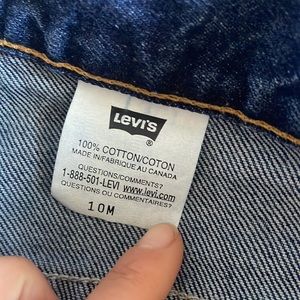 LEVI'S
®
100% COTTON/COTON
MADE IN/FABRIQUE AU CANADA
QUESTIONS/COMMENTS?
1-888-501-LEVI www.levi.com
QUESTIONS OU COMMENTAIRES?
10M